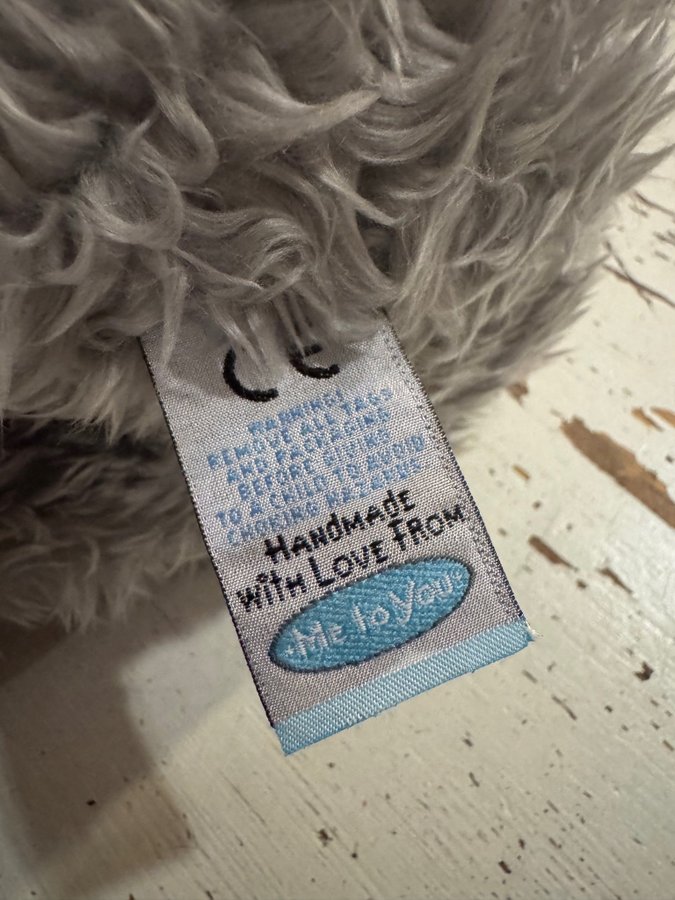 CE
WARNING!
REMOVE ALL TAGS
AND PACKAGING
BEFORE GIVING
TO A CHILD TO AVOID
CHOKING HAZARDS
HANDMADE
WITH LOVE FROM
Me to You®